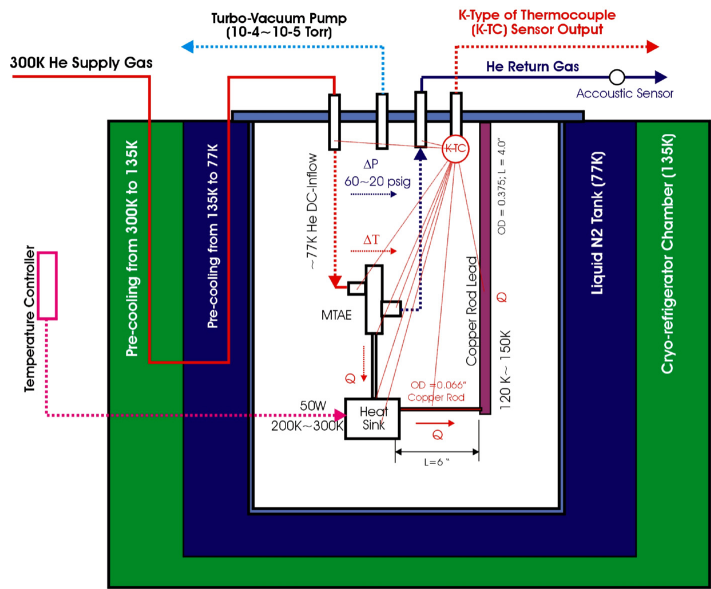 Turbo-Vacuum Pump
(10-4~10-5 Torr)
K-Type of Thermocouple
(K-TC) Sensor Output
300K He Supply Gas
He Return Gas
Accoustic Sensor
K-TC
ΔP
60~20 psig
ΔT
~77K He DC-Inflow
OD = 0.375; L = 4.0"
Pre-cooling from 300K to 135K
Pre-cooling from 135K to 77K
Liquid N2 Tank (77K)
Cryo-refrigerator Chamber (135K)
Temperature Controller
MTAE
Copper Rod Lead
Q
120 K~ 150K
Q
OD =0.066"
Copper Rod
50W
200K~300K
Heat
Sink
Q
L=6 "